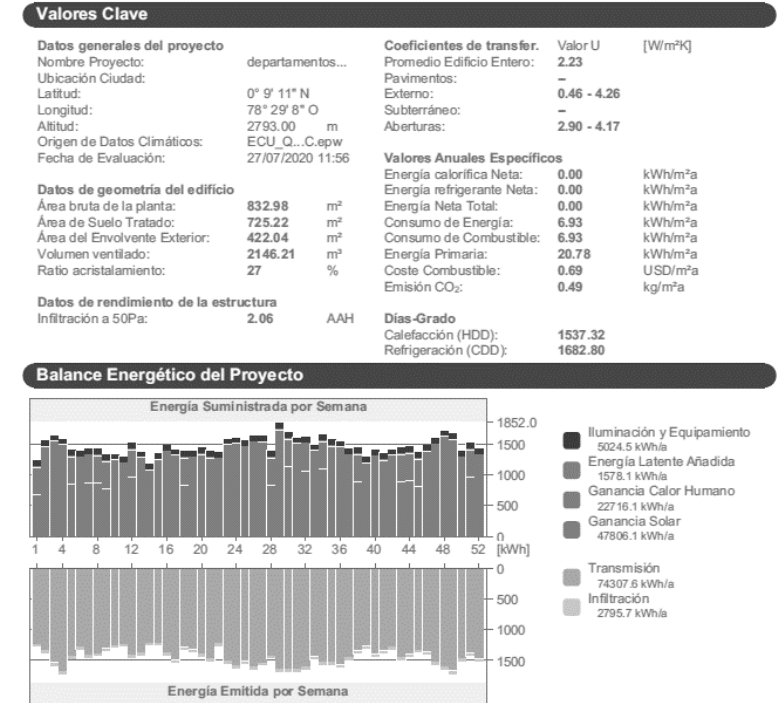 Valores Clave
Datos generales del proyecto
Nombre Proyecto: departamentos...
Ubicación Ciudad:
Latitud: 0° 9' 11" N
Longitud: 78° 29' 8" O
Altitud: 2793.00 m
Origen de Datos Climáticos: ECU_Q...C.epw
Fecha de Evaluación: 27/07/2020 11:56
Datos de geometría del edificio
Área bruta de la planta: 832.98 m²
Área de Suelo Tratado: 725.22 m²
Área del Envolvente Exterior: 422.04 m²
Volumen ventilado: 2146.21 m³
Ratio acristalamiento: 27 %
Datos de rendimiento de la estructura
Infiltración a 50Pa: 2.06 AAH
Coeficientes de transfer. Valor U [W/m²K]
Promedio Edificio Entero: 2.23
Pavimentos: –
Externo: 0.46 - 4.26
Subterráneo: –
Aberturas: 2.90 - 4.17
Valores Anuales Específicos
Energía calorífica Neta: 0.00 kWh/m²a
Energía refrigerante Neta: 0.00 kWh/m²a
Energía Neta Total: 0.00 kWh/m²a
Consumo de Energía: 6.93 kWh/m²a
Consumo de Combustible: 6.93 kWh/m²a
Energía Primaria: 20.78 kWh/m²a
Coste Combustible: 0.69 USD/m²a
Emisión CO₂: 0.49 kg/m²a
Días-Grado
Calefacción (HDD): 1537.32
Refrigeración (CDD): 1682.80
Balance Energético del Proyecto
Energía Suministrada por Semana
1852.0
1500
1000
500
0
1 4 8 12 16 20 24 28 32 36 40 44 48 52 [kWh]
0
500
1000
1500
Energía Emitida por Semana
Iluminación y Equipamiento
5024.5 kWh/a
Energía Latente Añadida
1578.1 kWh/a
Ganancia Calor Humano
22716.1 kWh/a
Ganancia Solar
47806.1 kWh/a
Transmisión
74307.6 kWh/a
Infiltración
2795.7 kWh/a